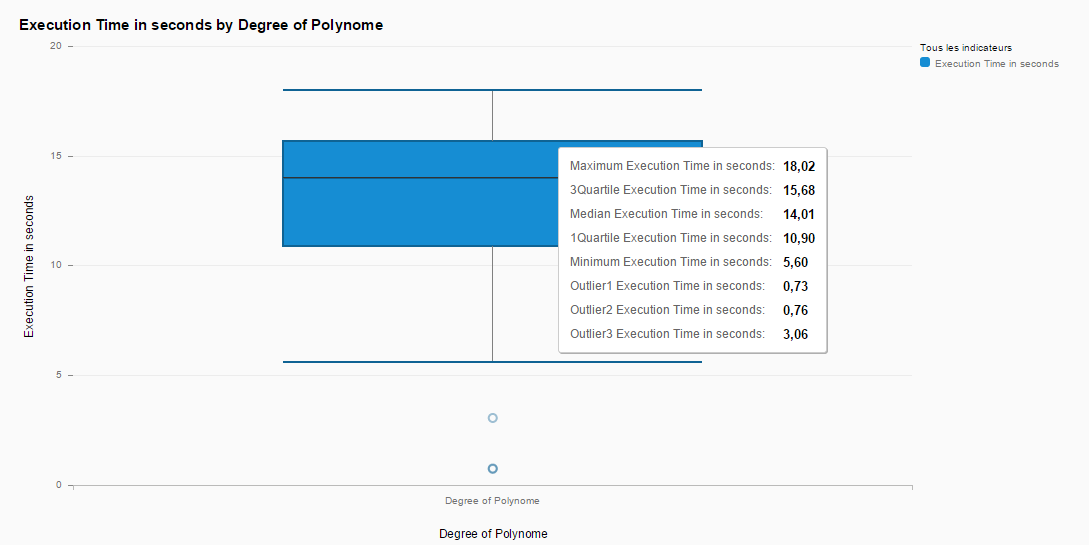 Execution Time in seconds by Degree of Polynome
Tous les indicateurs
Execution Time in seconds
20
15
10
5
0
Execution Time in seconds
Maximum Execution Time in seconds: 18,02
3Quartile Execution Time in seconds: 15,68
Median Execution Time in seconds: 14,01
1Quartile Execution Time in seconds: 10,90
Minimum Execution Time in seconds: 5,60
Outlier1 Execution Time in seconds: 0,73
Outlier2 Execution Time in seconds: 0,76
Outlier3 Execution Time in seconds: 3,06
Degree of Polynome
Degree of Polynome